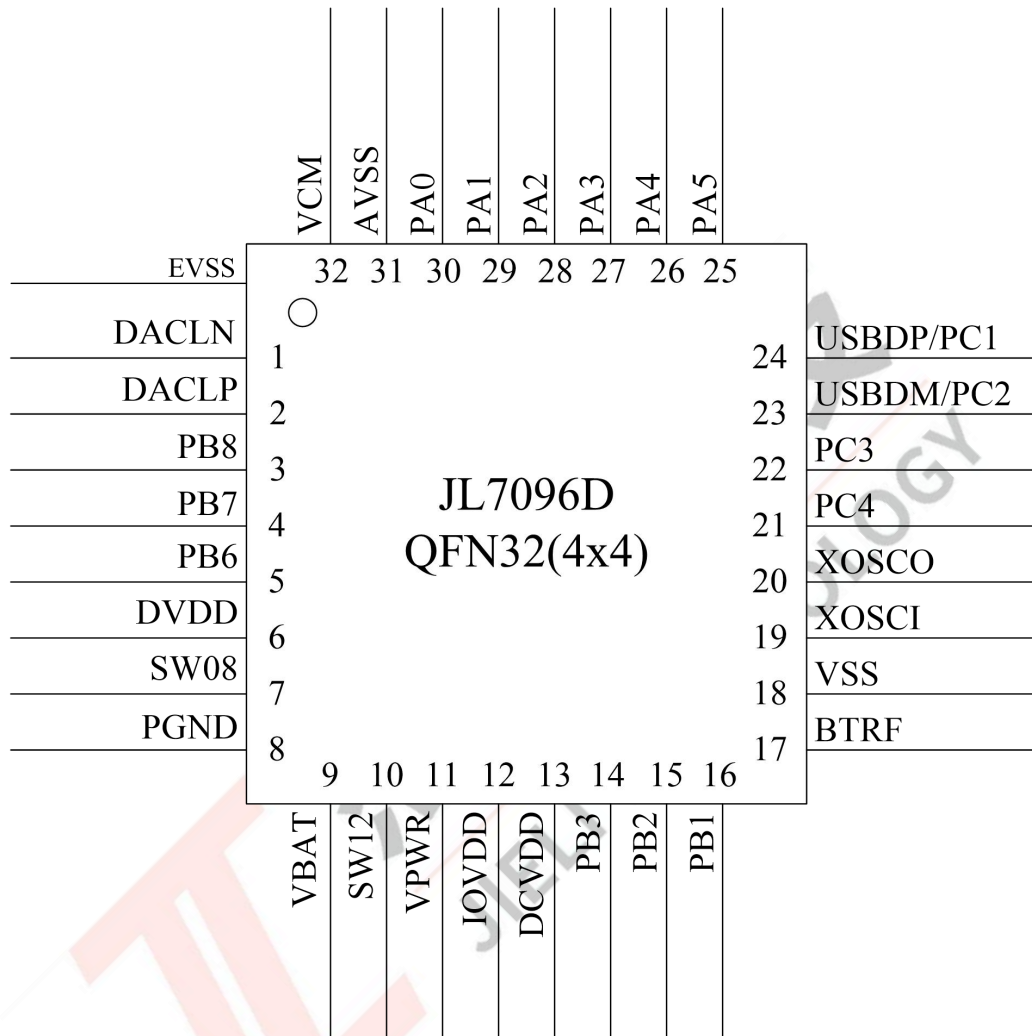 VCM
AVSS
PA0
PA1
PA2
PA3
PA4
PA5
32 31 30 29 28 27 26 25
EVSS
DACLN 1
DACLP 2
PB8 3
PB7 4
PB6 5
DVDD 6
SW08 7
PGND 8
JL7096D
QFN32(4x4)
24 USBDP/PC1
23 USBDM/PC2
22 PC3
21 PC4
20 XOSCO
19 XOSCI
18 VSS
17 BTRF
9 10 11 12 13 14 15 16
VBAT
SW12
VPWR
IOVDD
DCVDD
PB3
PB2
PB1